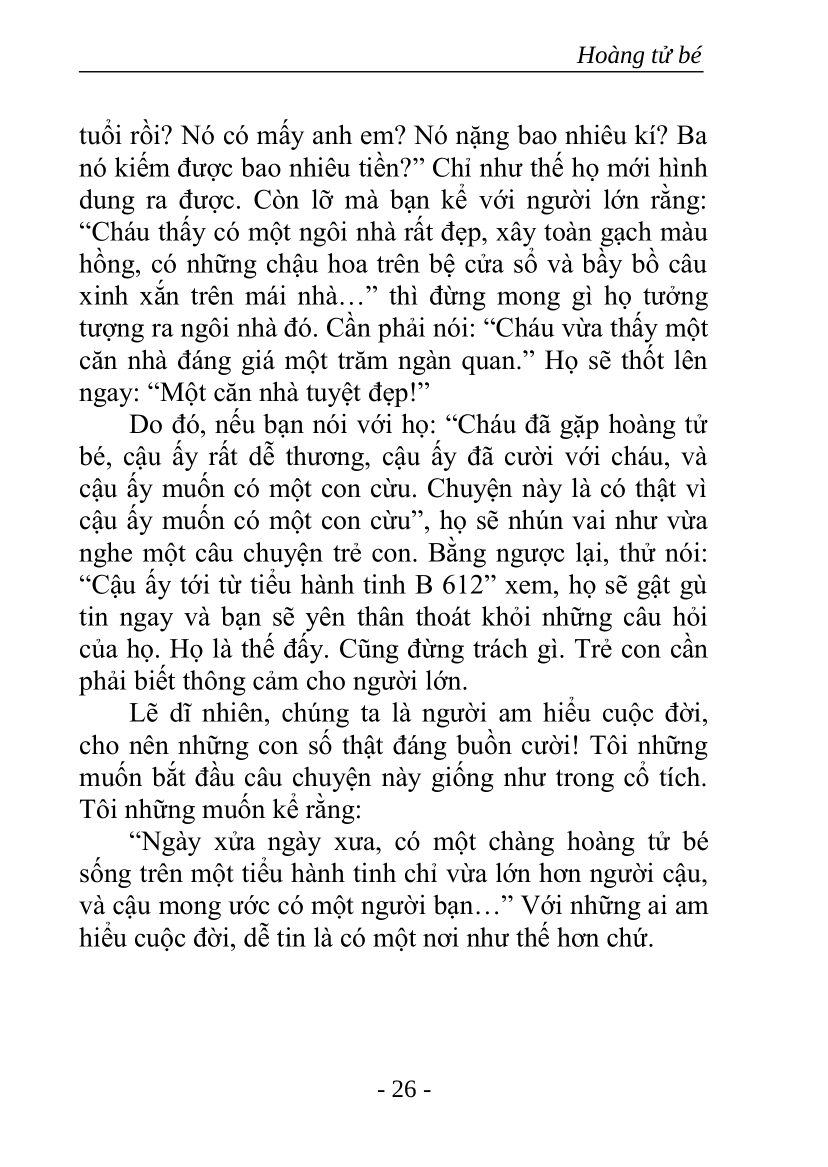 Hoàng tử bé
tuổi rồi? Nó có mấy anh em? Nó nặng bao nhiêu kí? Ba
nó kiếm được bao nhiêu tiền?” Chỉ như thế họ mới hình
dung ra được. Còn lỡ mà bạn kể với người lớn rằng:
“Cháu thấy có một ngôi nhà rất đẹp, xây toàn gạch màu
hồng, có những chậu hoa trên bệ cửa sổ và bầy bồ câu
xinh xắn trên mái nhà…” thì đừng mong gì họ tưởng
tượng ra ngôi nhà đó. Cần phải nói: “Cháu vừa thấy một
căn nhà đáng giá một trăm ngàn quan.” Họ sẽ thốt lên
ngay: “Một căn nhà tuyệt đẹp!”
Do đó, nếu bạn nói với họ: “Cháu đã gặp hoàng tử
bé, cậu ấy rất dễ thương, cậu ấy đã cười với cháu, và
cậu ấy muốn có một con cừu. Chuyện này là có thật vì
cậu ấy muốn có một con cừu”, họ sẽ nhún vai như vừa
nghe một câu chuyện trẻ con. Bằng ngược lại, thử nói:
“Cậu ấy tới từ tiểu hành tinh B 612” xem, họ sẽ gật gù
tin ngay và bạn sẽ yên thân thoát khỏi những câu hỏi
của họ. Họ là thế đấy. Cũng đừng trách gì. Trẻ con cần
phải biết thông cảm cho người lớn.
Lẽ dĩ nhiên, chúng ta là người am hiểu cuộc đời,
cho nên những con số thật đáng buồn cười! Tôi những
muốn bắt đầu câu chuyện này giống như trong cổ tích.
Tôi những muốn kể rằng:
“Ngày xửa ngày xưa, có một chàng hoàng tử bé
sống trên một tiểu hành tinh chỉ vừa lớn hơn người cậu,
và cậu mong ước có một người bạn…” Với những ai am
hiểu cuộc đời, dễ tin là có một nơi như thế hơn chứ.
- 26 -